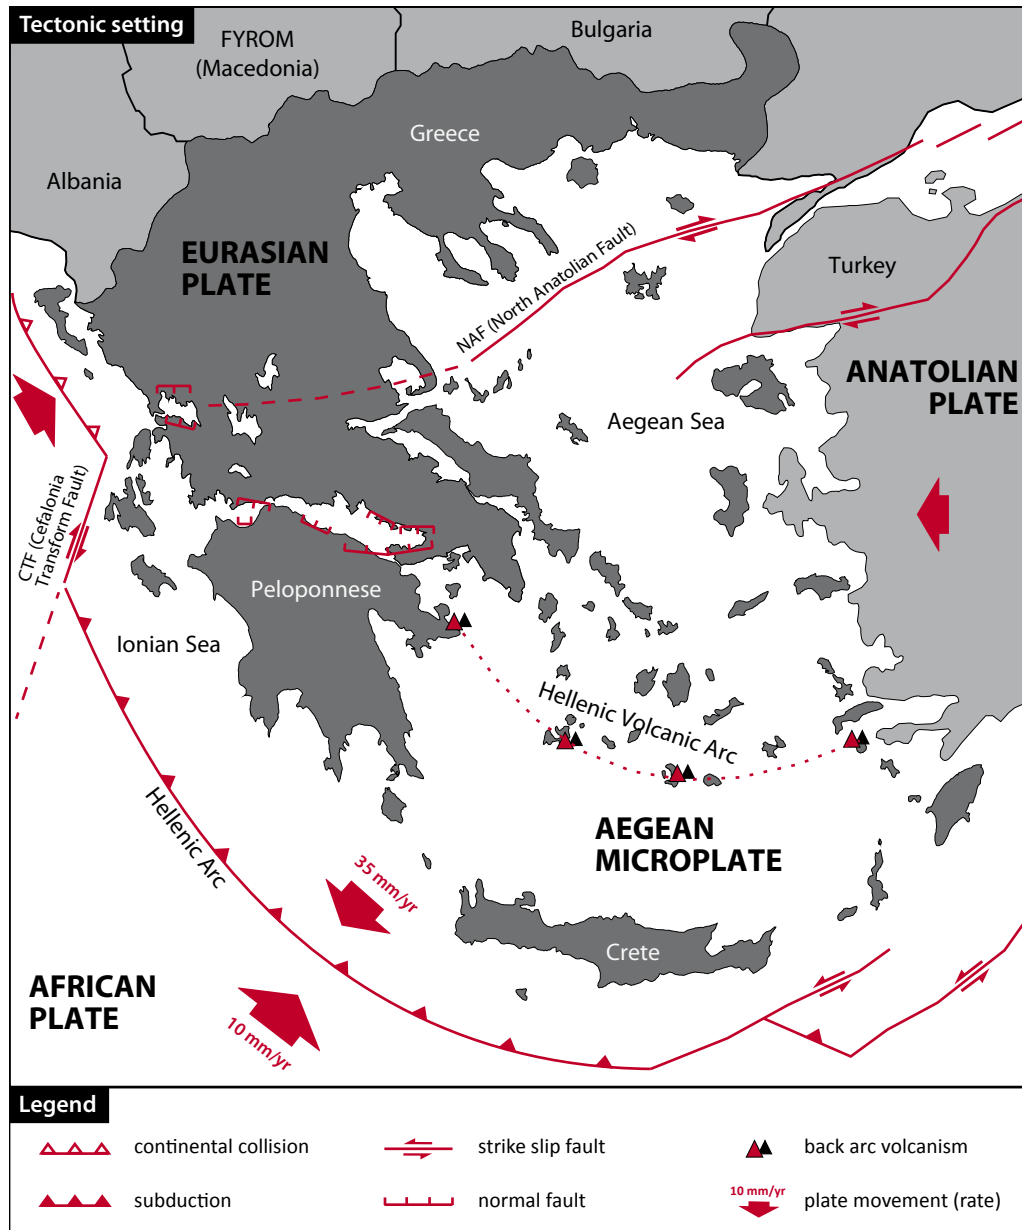 Tectonic setting
FYROM
(Macedonia)
Bulgaria
Greece
Albania
EURASIAN
PLATE
NAF (North Anatolian Fault)
Turkey
ANATOLIAN
PLATE
Aegean Sea
CTF (Cefalonia
Transform Fault)
Peloponnese
Ionian Sea
Hellenic Volcanic Arc
Hellenic Arc
AEGEAN
MICROPLATE
35 mm/yr
Crete
AFRICAN
PLATE
10 mm/yr
Legend
continental collision
strike slip fault
back arc volcanism
subduction
normal fault
10 mm/yr
plate movement (rate)